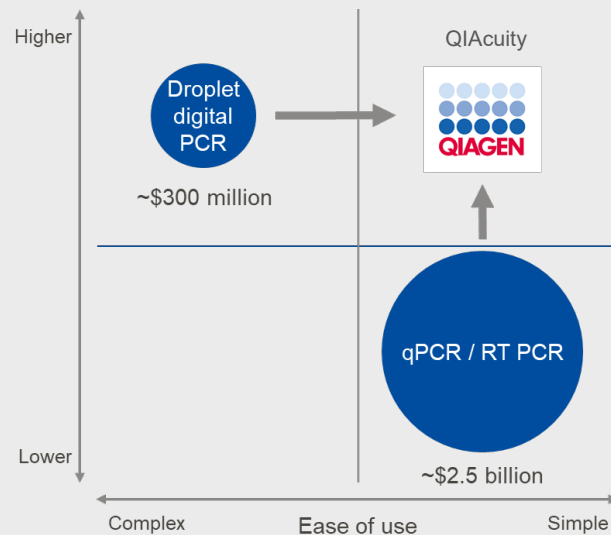 Higher
QIAcuity
Droplet
digital
PCR
QIAGEN
~$300 million
qPCR / RT PCR
Lower
~$2.5 billion
Complex
Ease of use
Simple